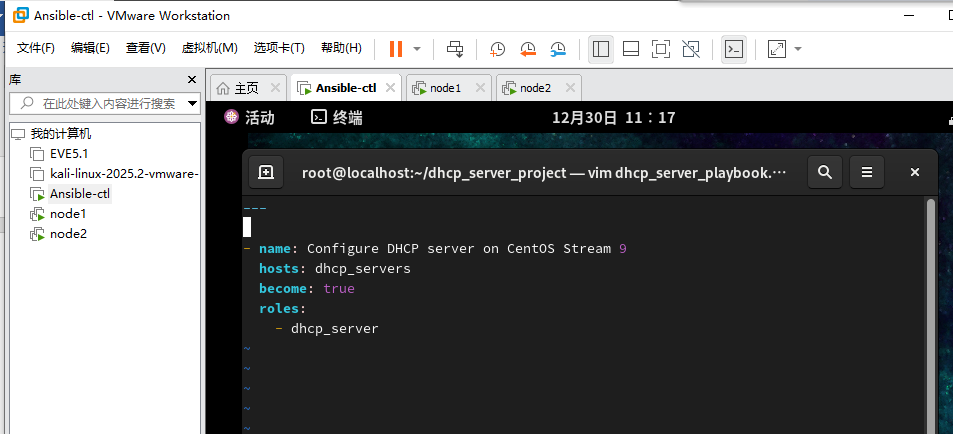 Ansible-ctl - VMware Workstation
文件(F) 编辑(E) 查看(V) 虚拟机(M) 选项卡(T) 帮助(H)
库
在此处键入内容进行搜索
我的计算机
EVE5.1
kali-linux-2025.2-vmware-
Ansible-ctl
node1
node2
主页 Ansible-ctl node1 node2
活动 终端 12月30日 11:17
root@localhost:~/dhcp_server_project — vim dhcp_server_playbook.…
---
- name: Configure DHCP server on CentOS Stream 9
hosts: dhcp_servers
become: true
roles:
- dhcp_server
~
~
~
~
~